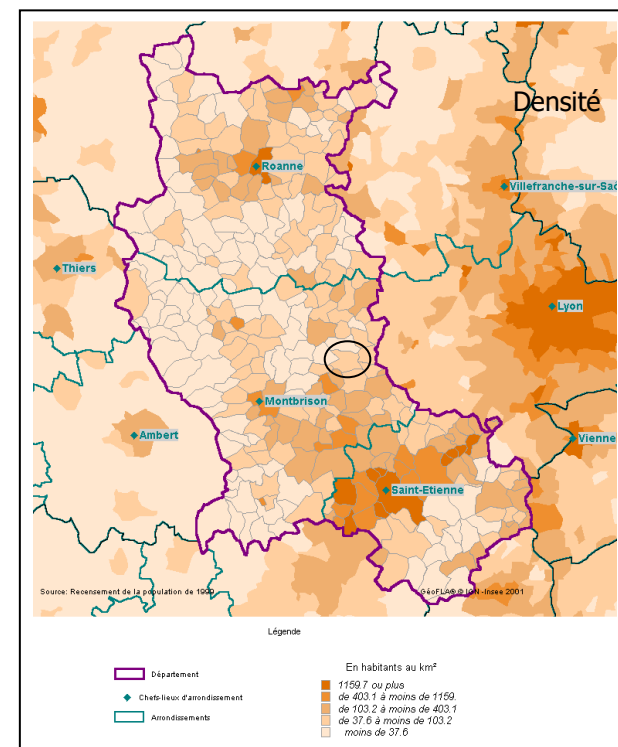 Densité
Roanne
Villefranche-sur-Saô
Thiers
Lyon
Montbrison
Ambert
Vienne
Saint-Etienne
Source: Recensement de la population de 1999
GéoFLA®© IGN -Insee 2001
Légende
Département
Chefs-lieux d'arrondissement
Arrondissements
En habitants au km²
1159.7 ou plus
de 403.1 à moins de 1159.
de 103.2 à moins de 403.1
de 37.6 à moins de 103.2
moins de 37.6